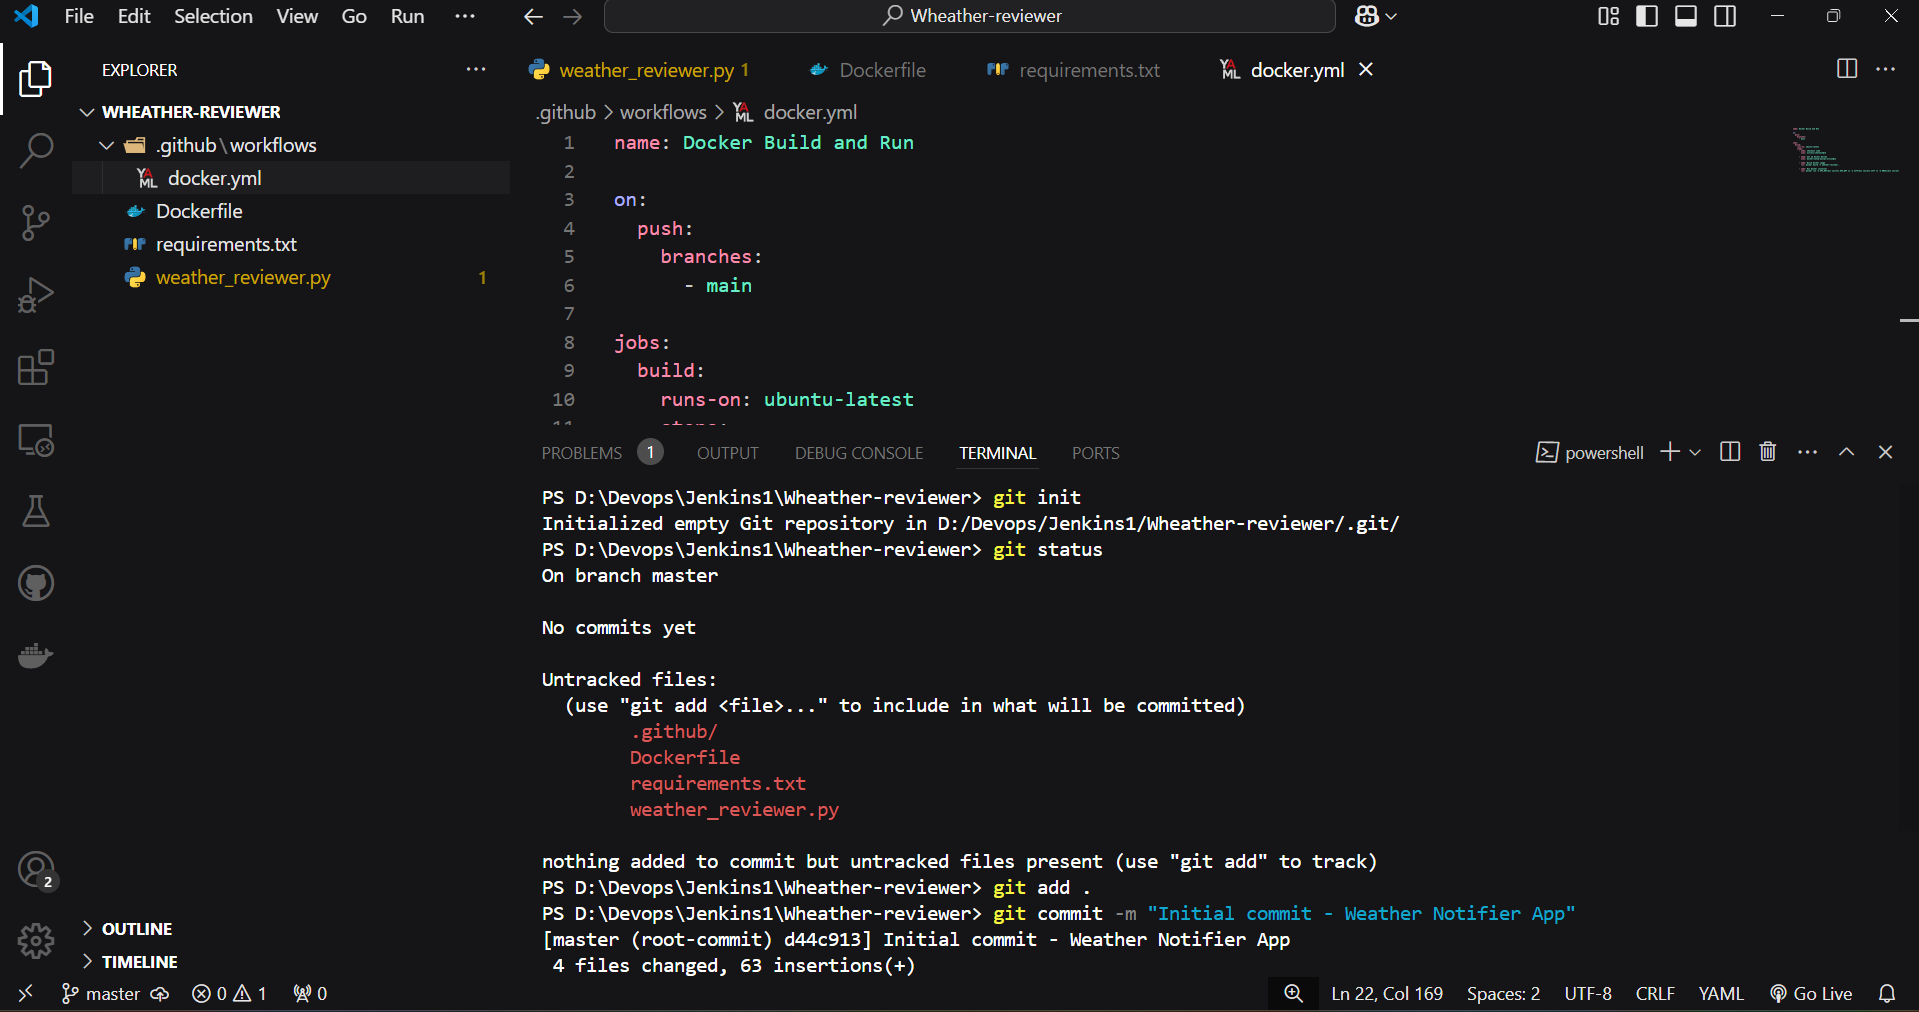 File Edit Selection View Go Run ···
Wheather-reviewer
EXPLORER ···
WHEATHER-REVIEWER
.github\workflows
docker.yml
Dockerfile
requirements.txt
weather_reviewer.py 1
weather_reviewer.py 1 Dockerfile requirements.txt docker.yml
.github > workflows > docker.yml
1 name: Docker Build and Run
2
3 on:
4 push:
5 branches:
6 - main
7
8 jobs:
9 build:
10 runs-on: ubuntu-latest
11 steps:
PROBLEMS 1 OUTPUT DEBUG CONSOLE TERMINAL PORTS
powershell
PS D:\Devops\Jenkins1\Wheather-reviewer> git init
Initialized empty Git repository in D:/Devops/Jenkins1/Wheather-reviewer/.git/
PS D:\Devops\Jenkins1\Wheather-reviewer> git status
On branch master
No commits yet
Untracked files:
(use "git add <file>..." to include in what will be committed)
.github/
Dockerfile
requirements.txt
weather_reviewer.py
nothing added to commit but untracked files present (use "git add" to track)
PS D:\Devops\Jenkins1\Wheather-reviewer> git add .
PS D:\Devops\Jenkins1\Wheather-reviewer> git commit -m "Initial commit - Weather Notifier App"
[master (root-commit) d44c913] Initial commit - Weather Notifier App
4 files changed, 63 insertions(+)
2
OUTLINE
TIMELINE
master 0 1 0 Ln 22, Col 169 Spaces: 2 UTF-8 CRLF YAML Go Live